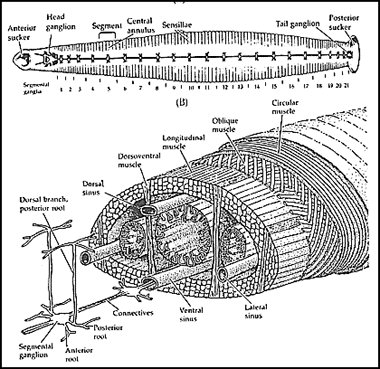 Anterior
sucker
Head
ganglion
Segment
Central
annulus
Sensillae
Tail ganglion
Posterior
sucker
Segmental
ganglia
1 2 3 4 5 6 7 8 9 10 11 12 13 14 15 16 17 18 19 20 21
(B)
Circular
muscle
Oblique
muscle
Longitudinal
muscle
Dorsoventral
muscle
Dorsal
sinus
Dorsal branch,
posterior root
Segmental
ganglion
Anterior
root
Posterior
root
Connectives
Ventral
sinus
Lateral
sinus